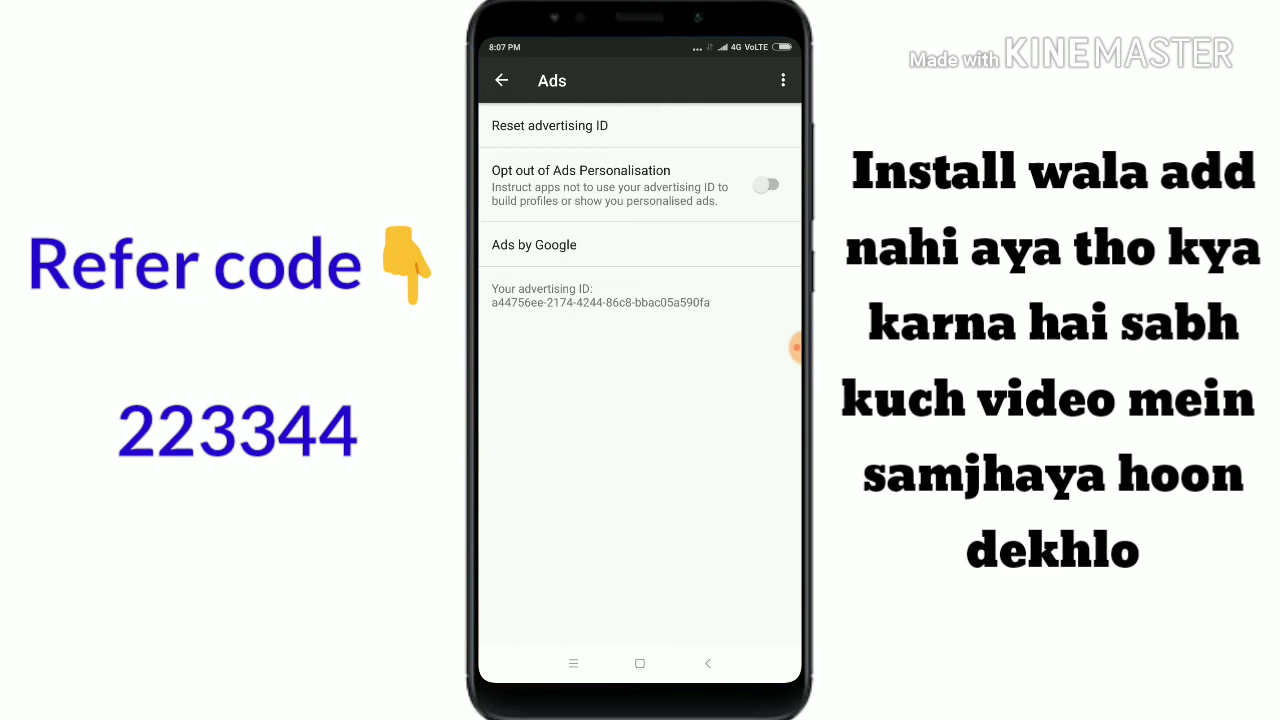 Refer code
223344
8:07 PM
4G VoLTE
Ads
Reset advertising ID
Opt out of Ads Personalisation
Instruct apps not to use your advertising ID to
build profiles or show you personalised ads.
Ads by Google
Your advertising ID:
a44756ee-2174-4244-86c8-bbac05a590fa
Made with KINEMASTER
Install wala add
nahi aya tho kya
karna hai sabh
kuch video mein
samjhaya hoon
dekhlo